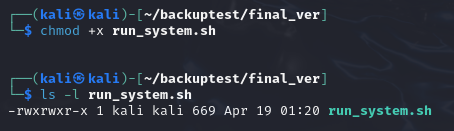 ┌──(kali㉿kali)-[~/backuptest/final_ver]
└─$ chmod +x run_system.sh
┌──(kali㉿kali)-[~/backuptest/final_ver]
└─$ ls -l run_system.sh
-rwxrwxr-x 1 kali kali 669 Apr 19 01:20 run_system.sh